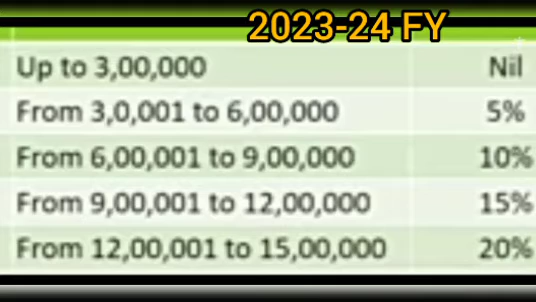 2023-24 FY
Up to 3,00,000 Nil
From 3,0,001 to 6,00,000 5%
From 6,00,001 to 9,00,000 10%
From 9,00,001 to 12,00,000 15%
From 12,00,001 to 15,00,000 20%